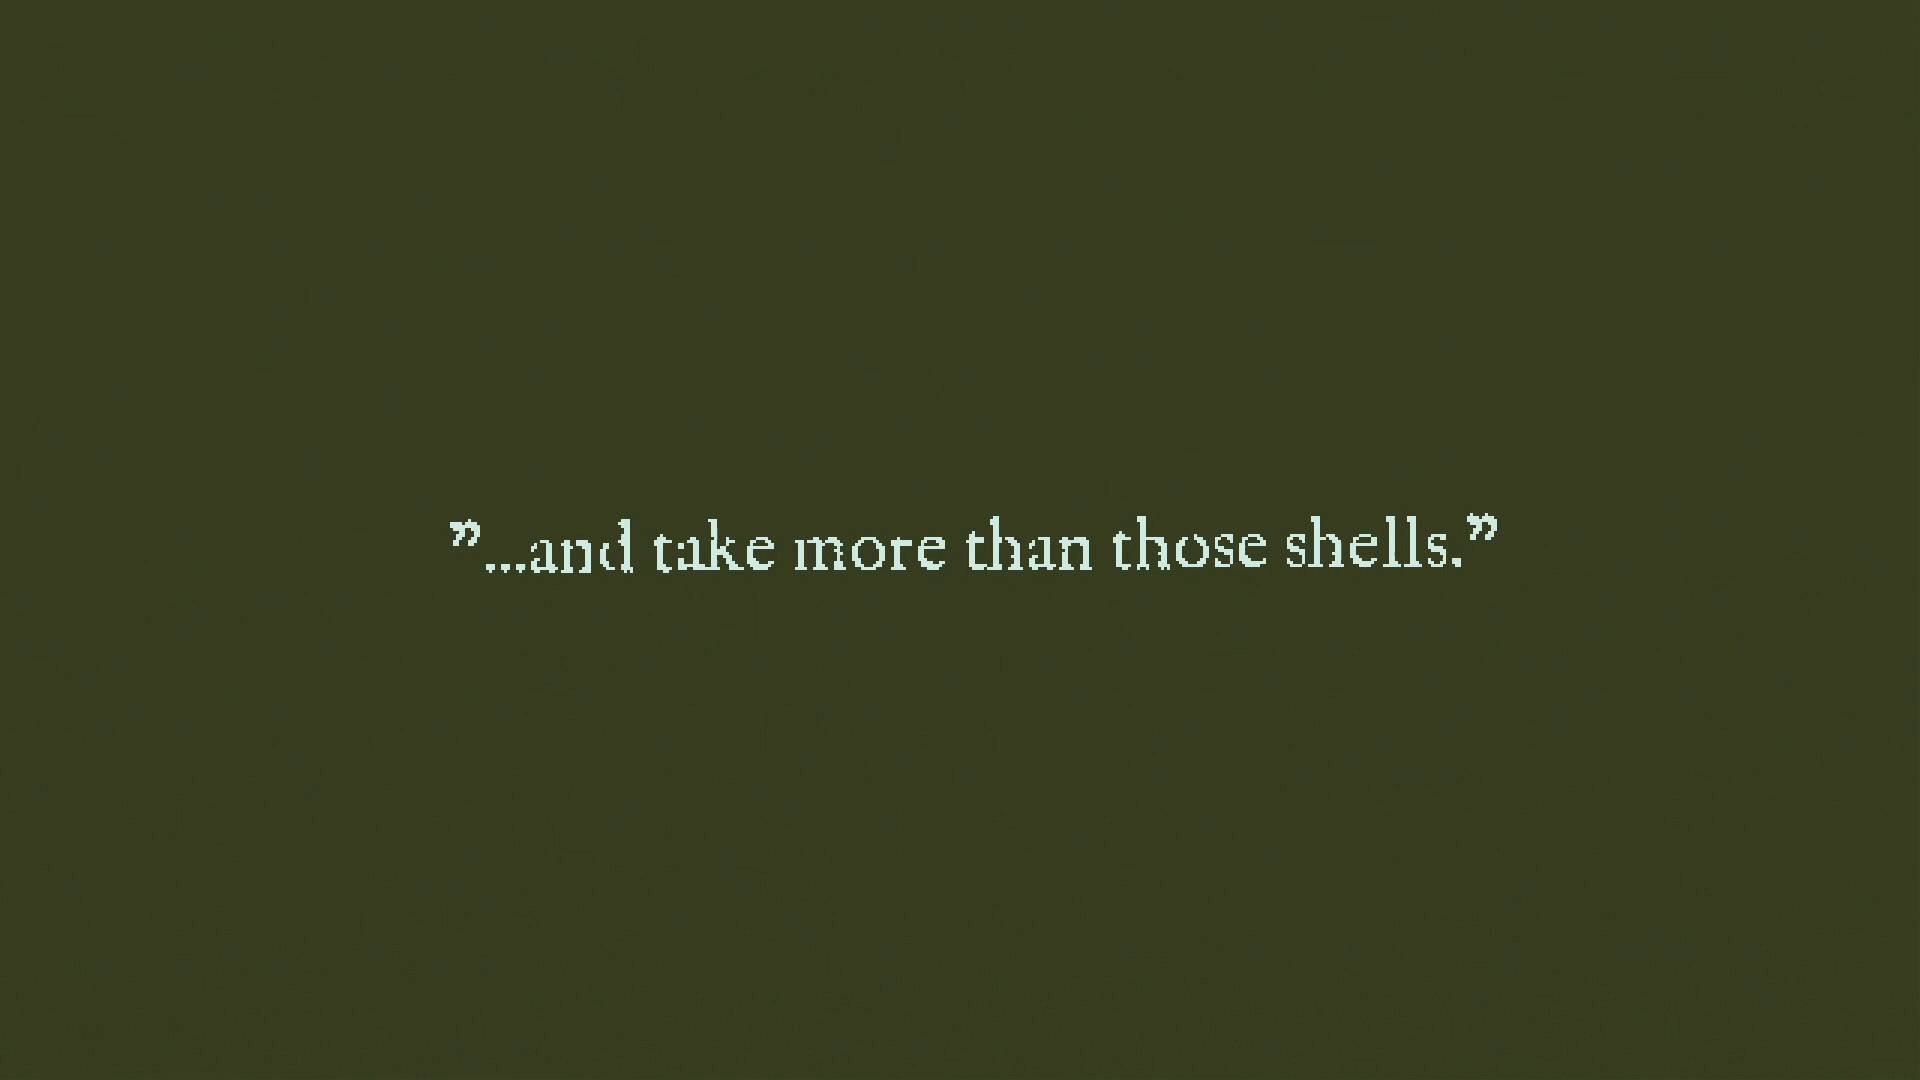 ”...and take more than those shells.”